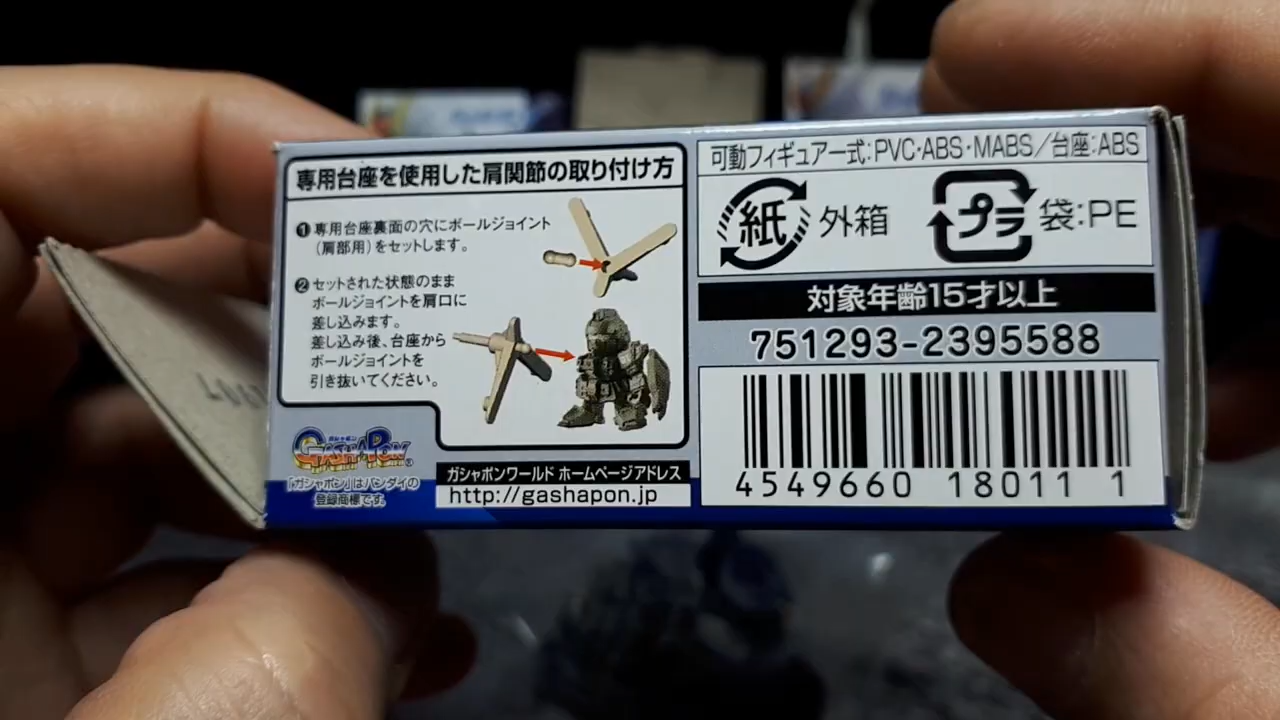 専用台座を使用した肩関節の取り付け方
❶専用台座裏面の穴にボールジョイント
(肩部用)をセットします。
❷セットされた状態のまま
ボールジョイントを肩口に
差し込みます。
差し込み後、台座から
ボールジョイントを
引き抜いてください。
ガシャポン
GASHAPON®
「ガシャポン」はバンダイの
登録商標です。
ガシャポンワールド ホームページアドレス
http://gashapon.jp
可動フィギュア一式:PVC・ABS・MABS/台座:ABS
紙 外箱
プラ 袋:PE
対象年齢15才以上
751293-2395588
4549660 18011 1